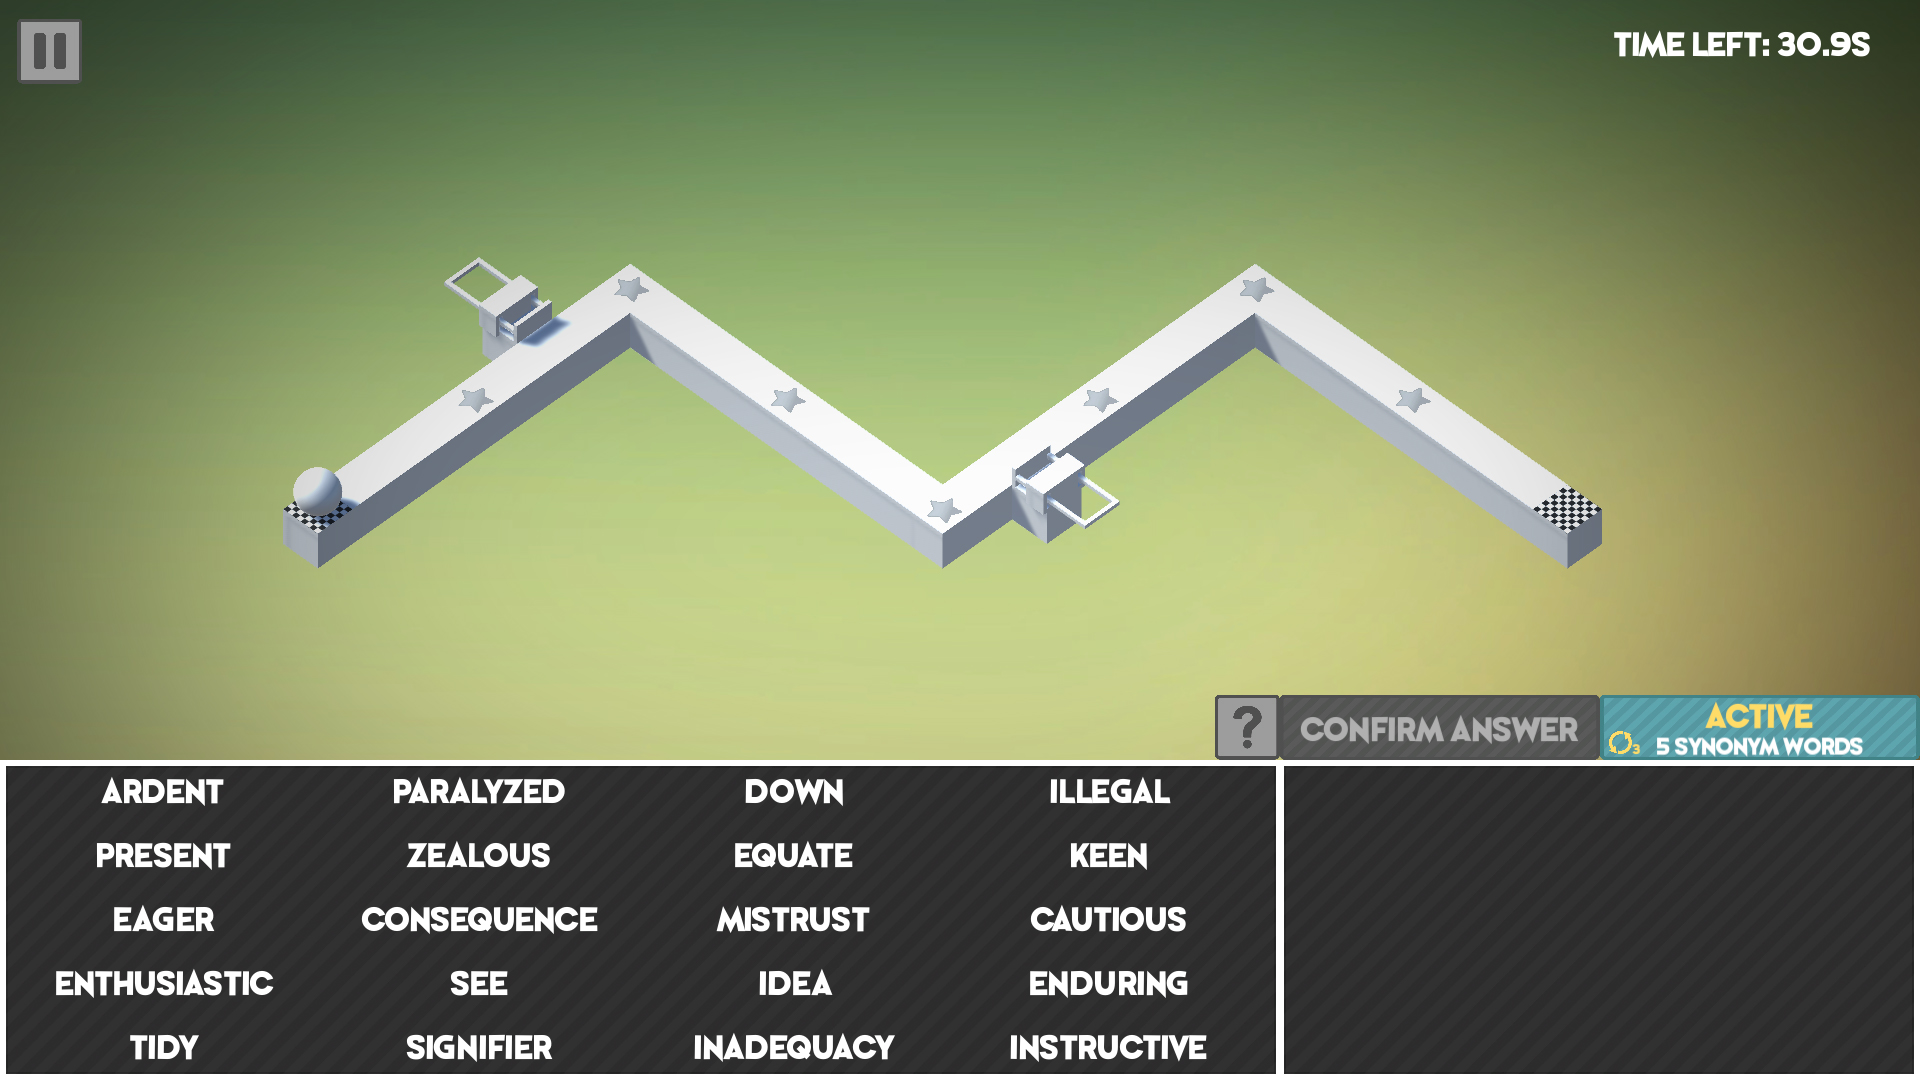 TIME LEFT: 30.9S
?
CONFIRM ANSWER
ACTIVE
3
5 SYNONYM WORDS
ARDENT PARALYZED DOWN ILLEGAL
PRESENT ZEALOUS EQUATE KEEN
EAGER CONSEQUENCE MISTRUST CAUTIOUS
ENTHUSIASTIC SEE IDEA ENDURING
TIDY SIGNIFIER INADEQUACY INSTRUCTIVE